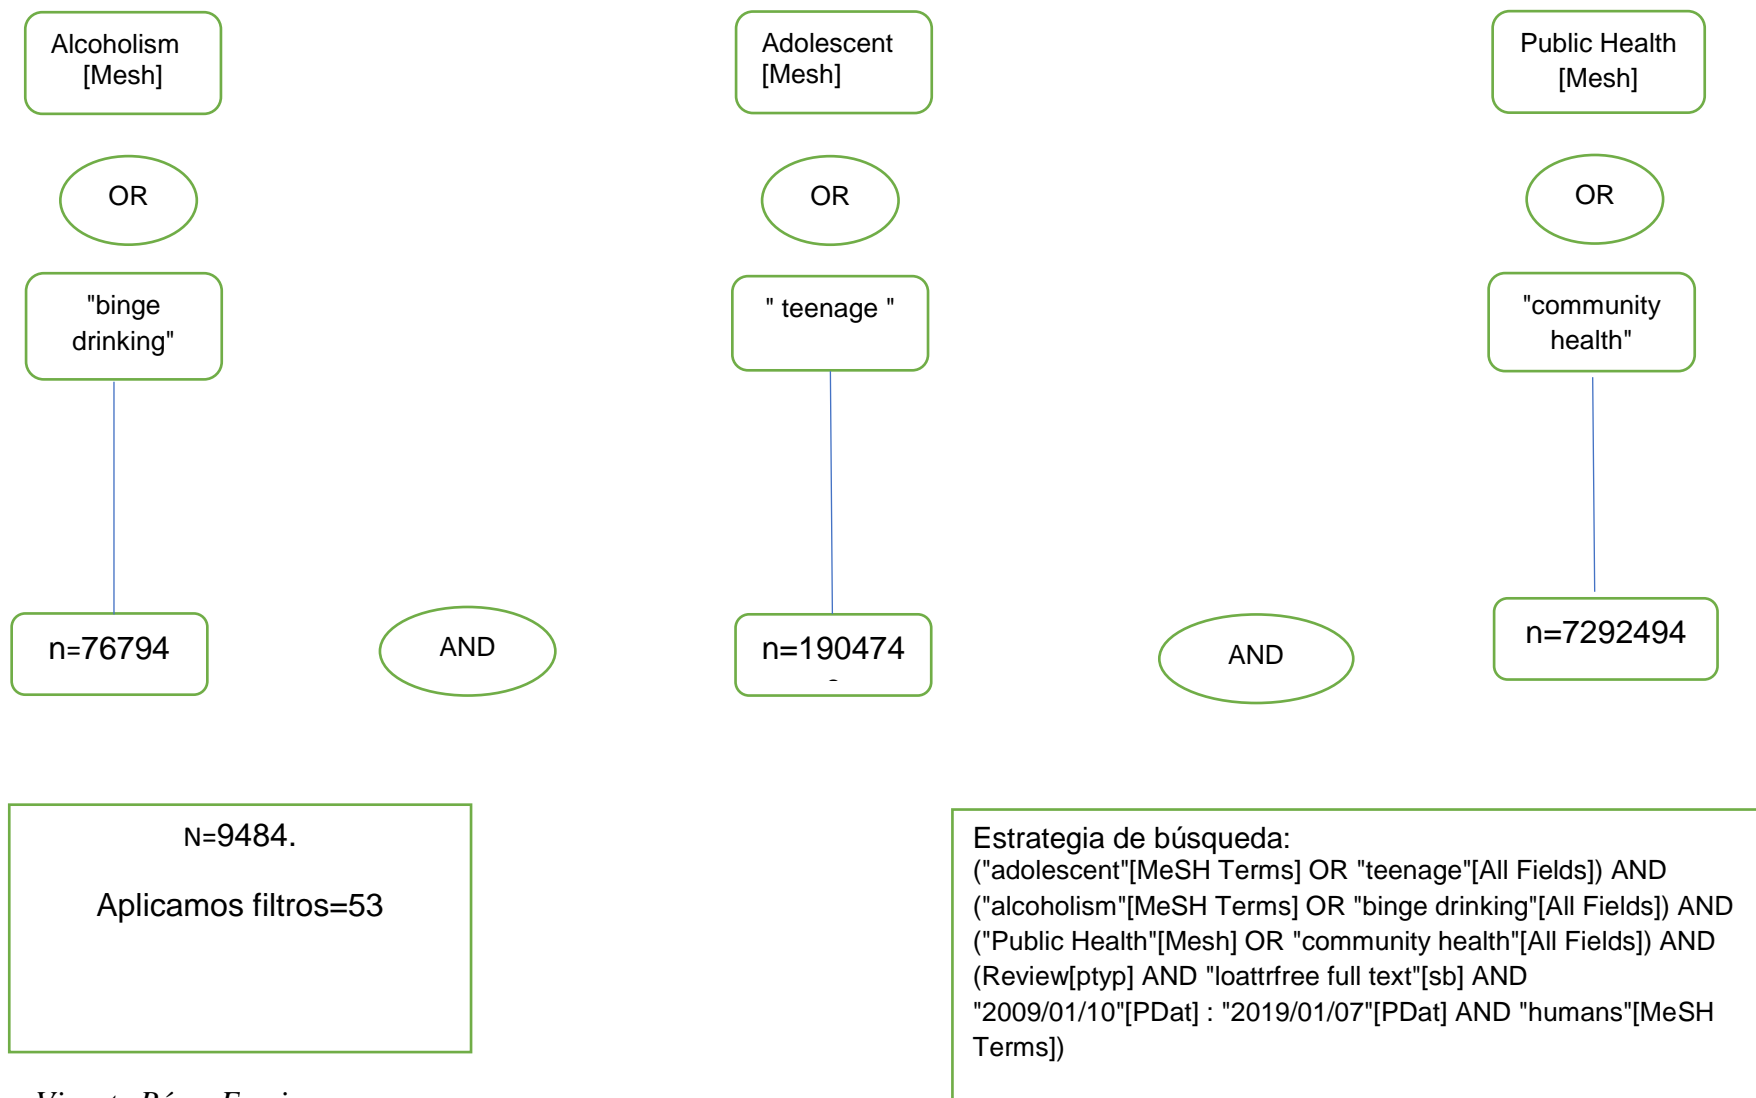 Alcoholism
[Mesh]
Adolescent
[Mesh]
Public Health
[Mesh]
OR
OR
OR
"binge
drinking"
" teenage "
"community
health"
n=76794
AND
n=190474
AND
n=7292494
N=9484.
Aplicamos filtros=53
Estrategia de búsqueda:
("adolescent"[MeSH Terms] OR "teenage"[All Fields]) AND
("alcoholism"[MeSH Terms] OR "binge drinking"[All Fields]) AND
("Public Health"[Mesh] OR "community health"[All Fields]) AND
(Review[ptyp] AND "loattrfree full text"[sb] AND
"2009/01/10"[PDat] : "2019/01/07"[PDat] AND "humans"[MeSH
Terms])